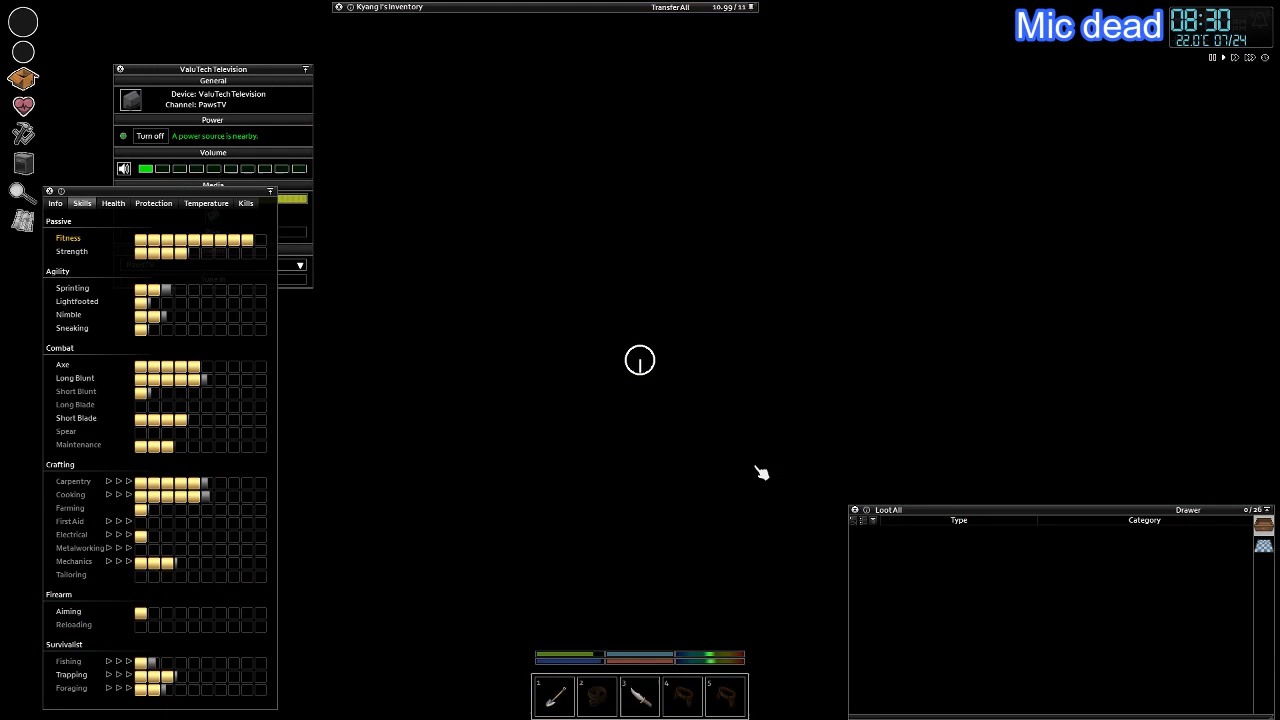 Kyang I's Inventory
Transfer All
10.99 / 11
Mic dead
08:30
22.0°C 07/24
ValuTech Television
General
Device: ValuTech Television
Channel: PawsTV
Power
Turn off
A power source is nearby.
Volume
Media
Info Skills Health Protection Temperature Kills
Passive
Fitness
Strength
Agility
Sprinting
Lightfooted
Nimble
Sneaking
Combat
Axe
Long Blunt
Short Blunt
Long Blade
Short Blade
Spear
Maintenance
Crafting
Carpentry
Cooking
Farming
First Aid
Electrical
Metalworking
Mechanics
Tailoring
Firearm
Aiming
Reloading
Survivalist
Fishing
Trapping
Foraging
Loot All
Drawer
0 / 26
Type
Category
1 2 3 4 5